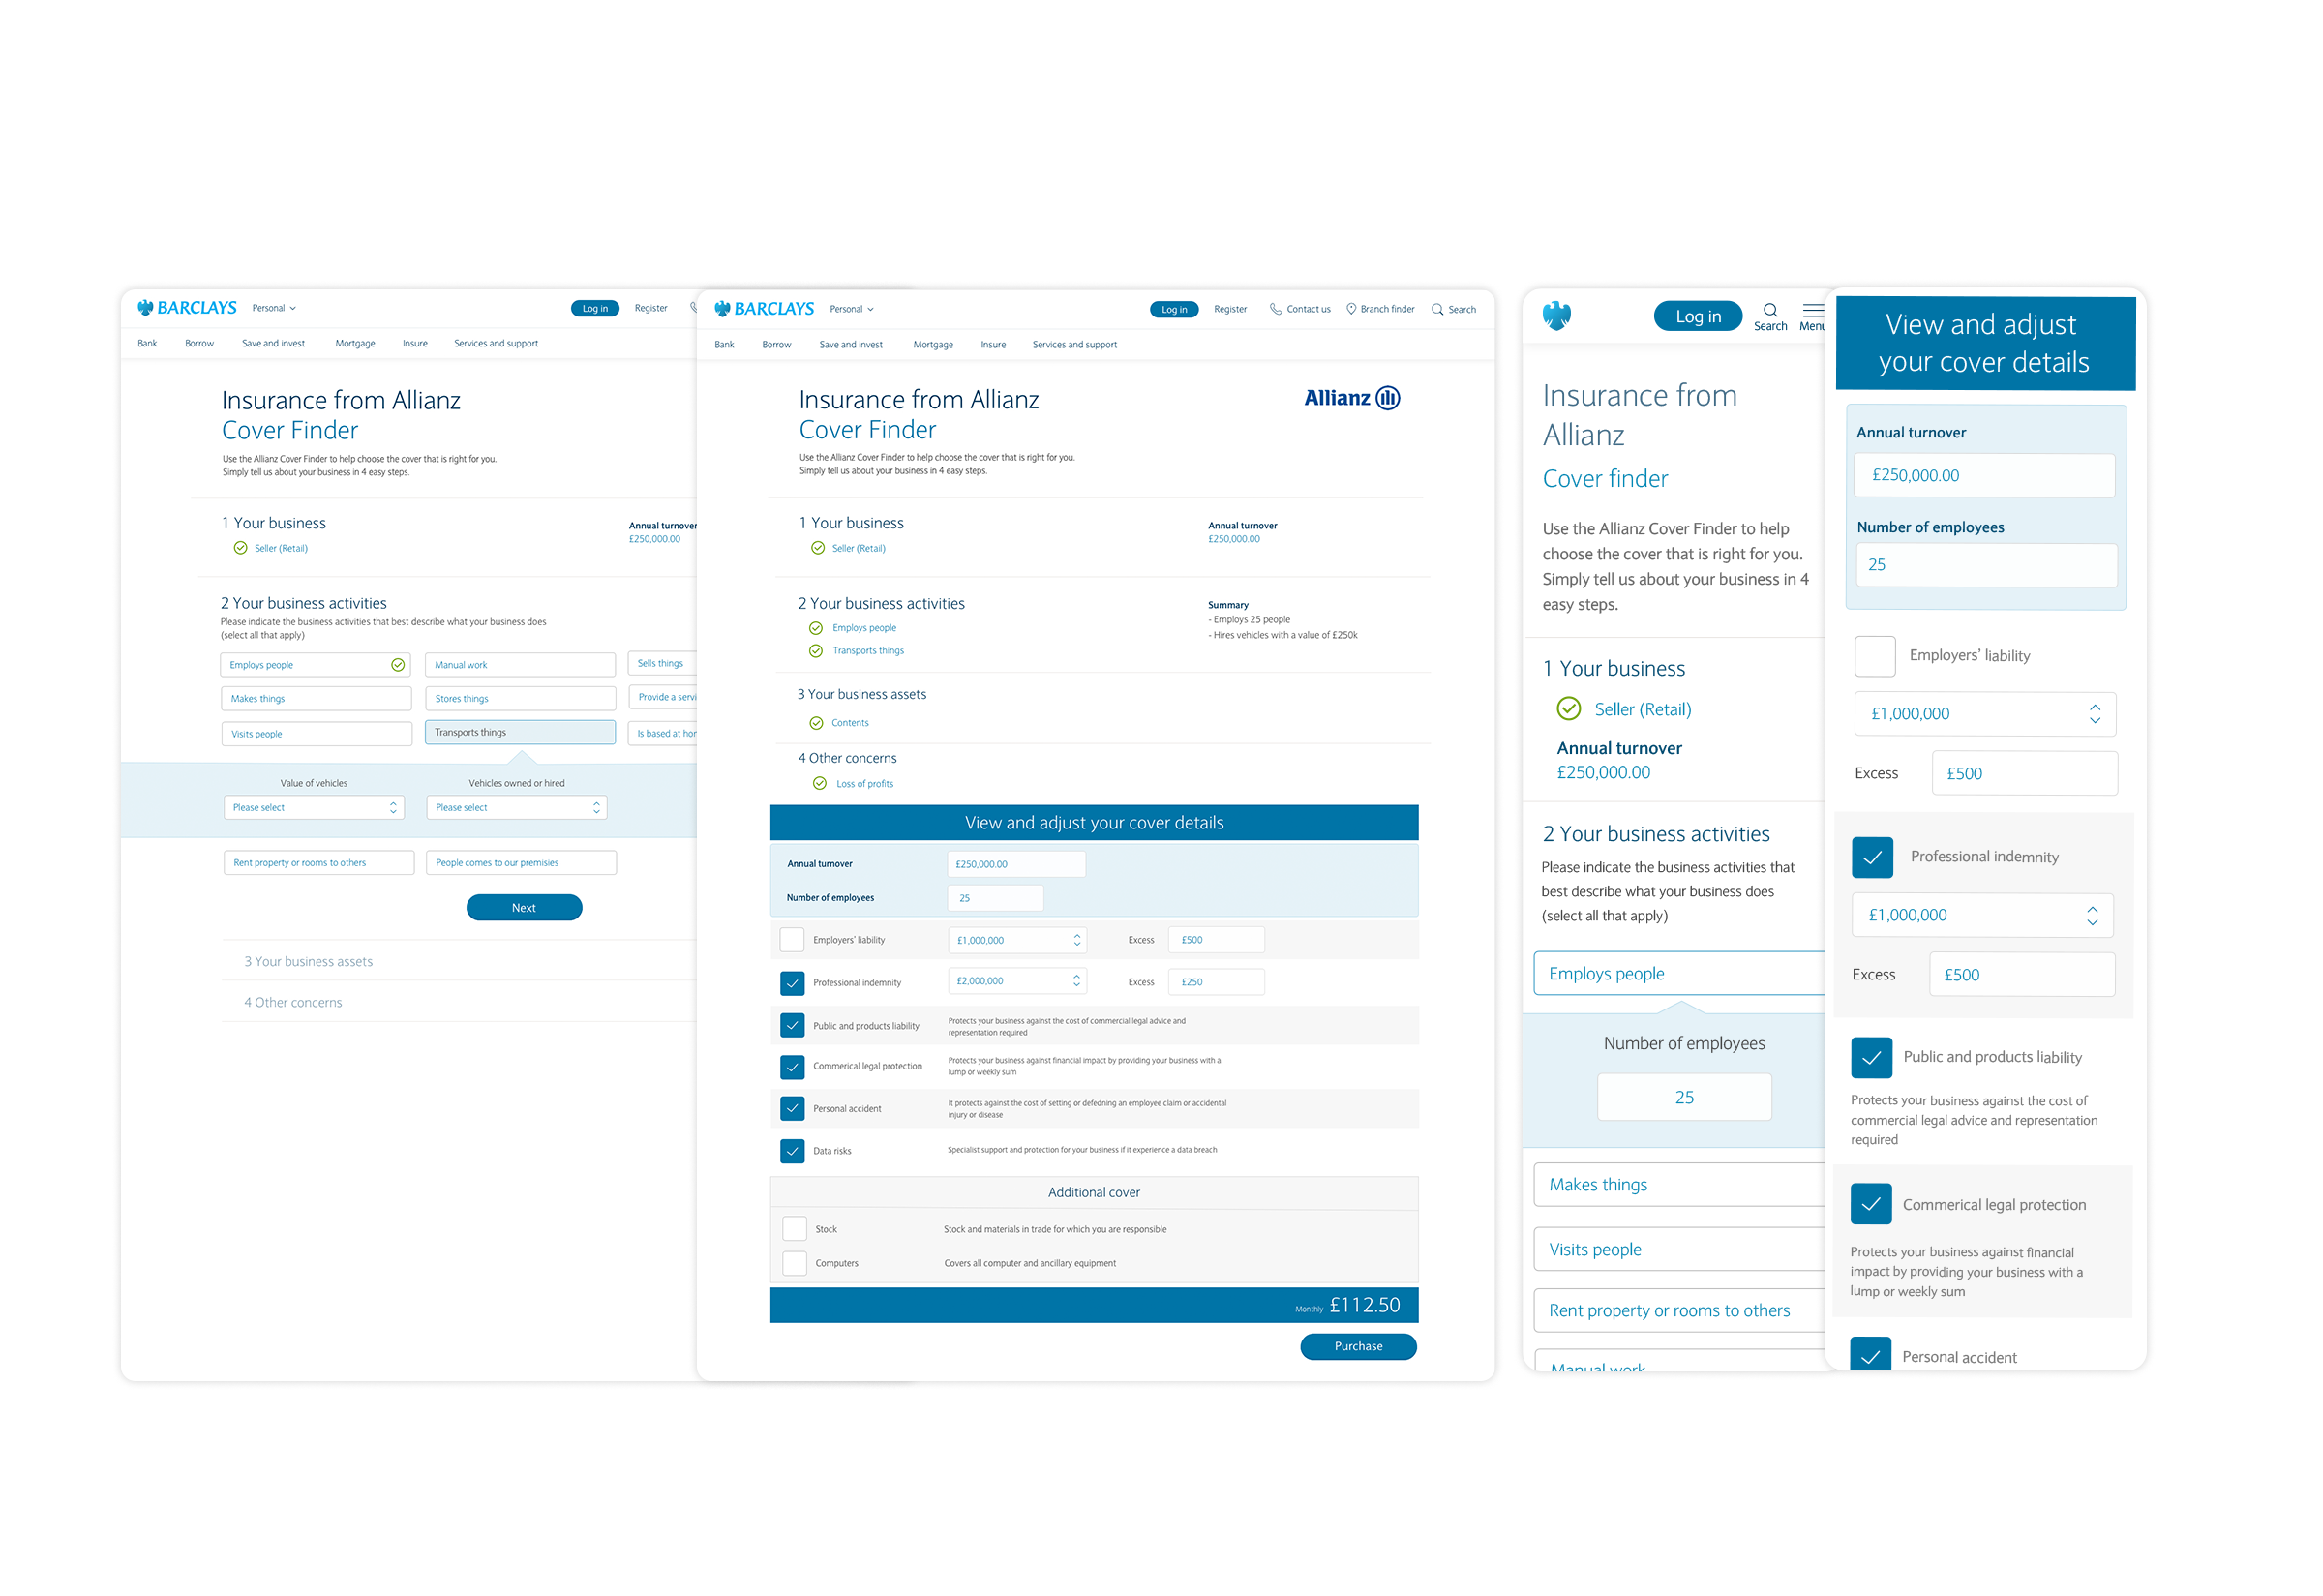 BARCLAYS Personal Log in Register
Bank Borrow Save and invest Mortgage Insure Services and support
Insurance from Allianz
Cover Finder
Use the Allianz Cover Finder to help choose the cover that is right for you.
Simply tell us about your business in 4 easy steps.
1 Your business
Seller (Retail)
Annual turnover
£250,000.00
2 Your business activities
Please indicate the business activities that best describe what your business does
(select all that apply)
Employs people Manual work Sells things
Makes things Stores things Provide a servi
Visits people Transports things Is based at hom
Value of vehicles Vehicles owned or hired
Please select Please select
Rent property or rooms to others People comes to our premisies
Next
3 Your business assets
4 Other concerns
BARCLAYS Personal Log in Register Contact us Branch finder Search
Bank Borrow Save and invest Mortgage Insure Services and support
Insurance from Allianz
Cover Finder
Allianz
Use the Allianz Cover Finder to help choose the cover that is right for you.
Simply tell us about your business in 4 easy steps.
1 Your business
Seller (Retail)
Annual turnover
£250,000.00
2 Your business activities
Employs people
Transports things
Summary
- Employs 25 people
- Hires vehicles with a value of £250k
3 Your business assets
Contents
4 Other concerns
Loss of profits
View and adjust your cover details
Annual turnover £250,000.00
Number of employees 25
Employers' liability £1,000,000 Excess £500
Professional indemnity £2,000,000 Excess £250
Public and products liability
Protects your business against the cost of commercial legal advice and
representation required
Commerical legal protection
Protects your business against financial impact by providing your business with a
lump or weekly sum
Personal accident
It protects against the cost of setting or defedning an employee claim or accidental
injury or disease
Data risks
Specialist support and protection for your business if it experience a data breach
Additional cover
Stock Stock and materials in trade for which you are responsible
Computers Covers all computer and ancillary equipment
Monthly £112.50
Purchase
Log in Search Menu
Insurance from
Allianz
Cover finder
Use the Allianz Cover Finder to help
choose the cover that is right for you.
Simply tell us about your business in 4
easy steps.
1 Your business
Seller (Retail)
Annual turnover
£250,000.00
2 Your business activities
Please indicate the business activities that
best describe what your business does
(select all that apply)
Employs people
Number of employees
25
Makes things
Visits people
Rent property or rooms to others
Manual work
View and adjust
your cover details
Annual turnover
£250,000.00
Number of employees
25
Employers' liability
£1,000,000
Excess £500
Professional indemnity
£1,000,000
Excess £500
Public and products liability
Protects your business against the cost of
commercial legal advice and representation
required
Commerical legal protection
Protects your business against financial
impact by providing your business with a
lump or weekly sum
Personal accident